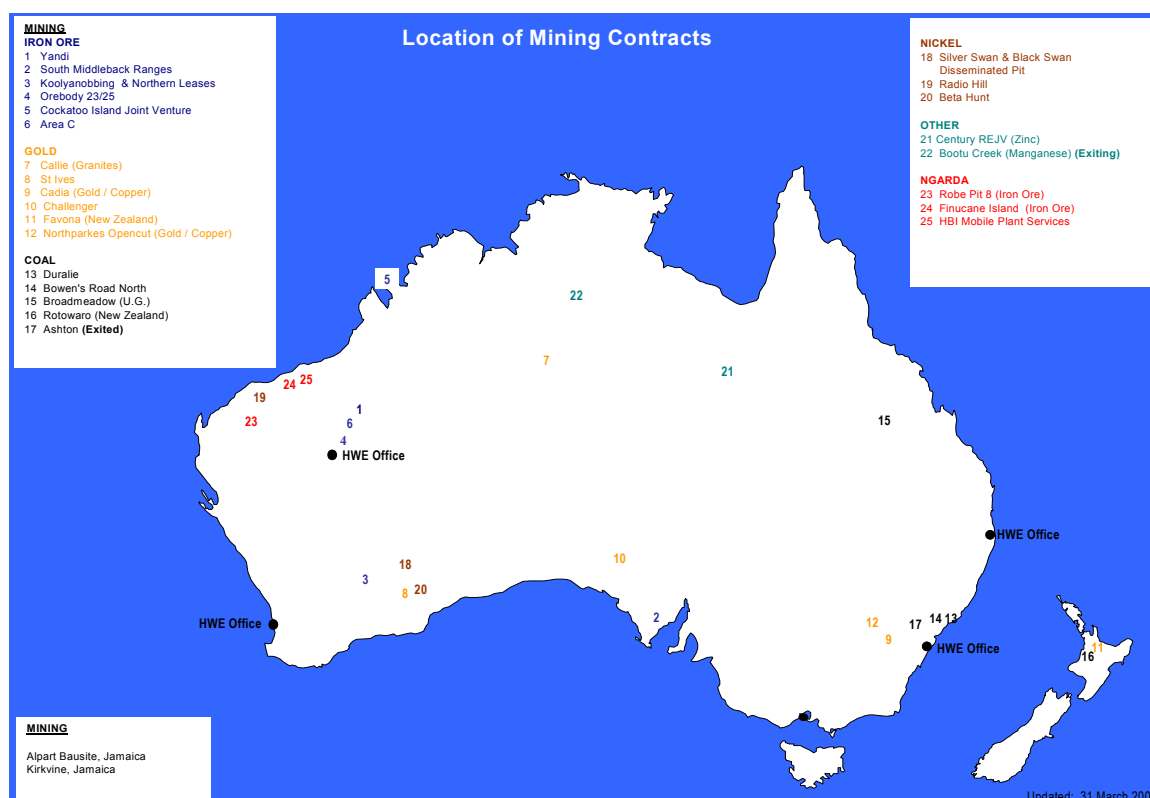 Location of Mining Contracts
MINING
IRON ORE
1 Yandi
2 South Middleback Ranges
3 Koolyanobbing & Northern Leases
4 Orebody 23/25
5 Cockatoo Island Joint Venture
6 Area C
GOLD
7 Callie (Granites)
8 St Ives
9 Cadia (Gold / Copper)
10 Challenger
11 Favona (New Zealand)
12 Northparkes Opencut (Gold / Copper)
COAL
13 Duralie
14 Bowen's Road North
15 Broadmeadow (U.G.)
16 Rotowaro (New Zealand)
17 Ashton (Exited)
NICKEL
18 Silver Swan & Black Swan
Disseminated Pit
19 Radio Hill
20 Beta Hunt
OTHER
21 Century REJV (Zinc)
22 Bootu Creek (Manganese) (Exiting)
NGARDA
23 Robe Pit 8 (Iron Ore)
24 Finucane Island (Iron Ore)
25 HBI Mobile Plant Services
5
22
7
21
25
24
19
1
23
6
15
4
HWE Office
HWE Office
10
18
3
20
8
2
HWE Office
12
17
14
13
9
HWE Office
11
16
MINING
Alpart Bausite, Jamaica
Kirkvine, Jamaica
Updated: 31 March